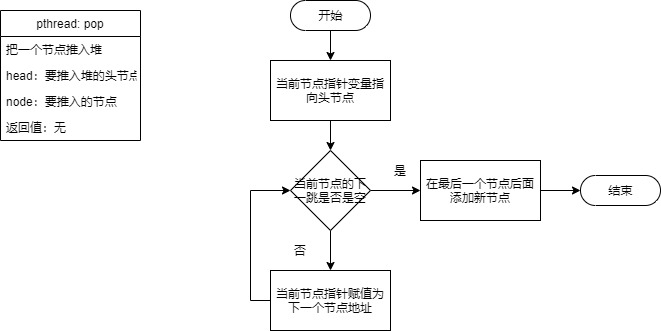 pthread: pop
把一个节点推入堆
head：要推入堆的头节点
node：要推入的节点
返回值：无
开始
当前节点指针变量指
向头节点
当前节点的下
一跳是否是空
是
在最后一个节点后面
添加新节点
结束
否
当前节点指针赋值为
下一个节点地址